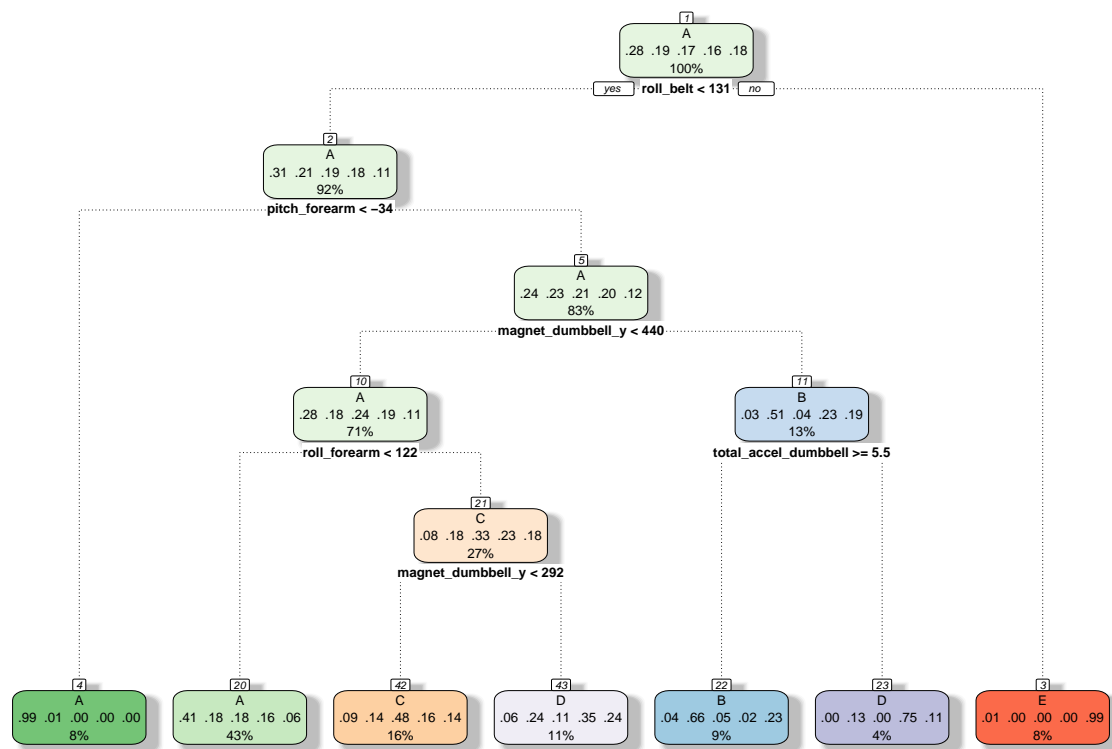 1
A
.28 .19 .17 .16 .18
100%
yes roll_belt < 131 no
2
A
.31 .21 .19 .18 .11
92%
pitch_forearm < −34
5
A
.24 .23 .21 .20 .12
83%
magnet_dumbbell_y < 440
10
A
.28 .18 .24 .19 .11
71%
roll_forearm < 122
11
B
.03 .51 .04 .23 .19
13%
total_accel_dumbbell >= 5.5
21
C
.08 .18 .33 .23 .18
27%
magnet_dumbbell_y < 292
4
A
.99 .01 .00 .00 .00
8%
20
A
.41 .18 .18 .16 .06
43%
42
C
.09 .14 .48 .16 .14
16%
43
D
.06 .24 .11 .35 .24
11%
22
B
.04 .66 .05 .02 .23
9%
23
D
.00 .13 .00 .75 .11
4%
3
E
.01 .00 .00 .00 .99
8%